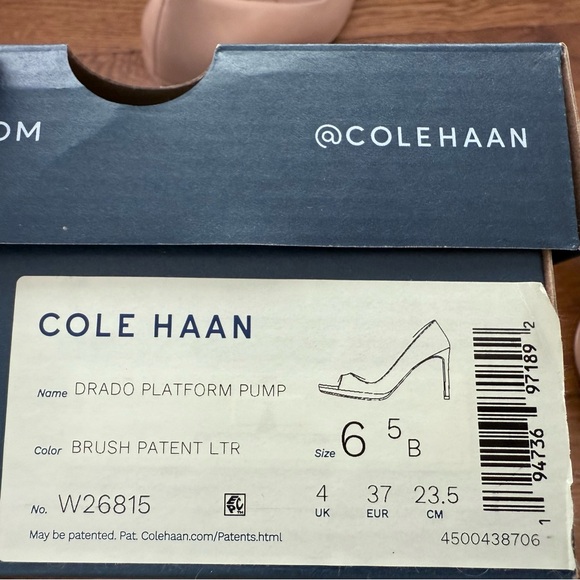 OM
@COLEHAAN
COLE HAAN
Name DRADO PLATFORM PUMP
Color BRUSH PATENT LTR
Size 6 5 B
No. W26815
4 UK 37 EUR 23.5 CM
May be patented. Pat. Colehaan.com/Patents.html
4500438706
1 94736 97189 2